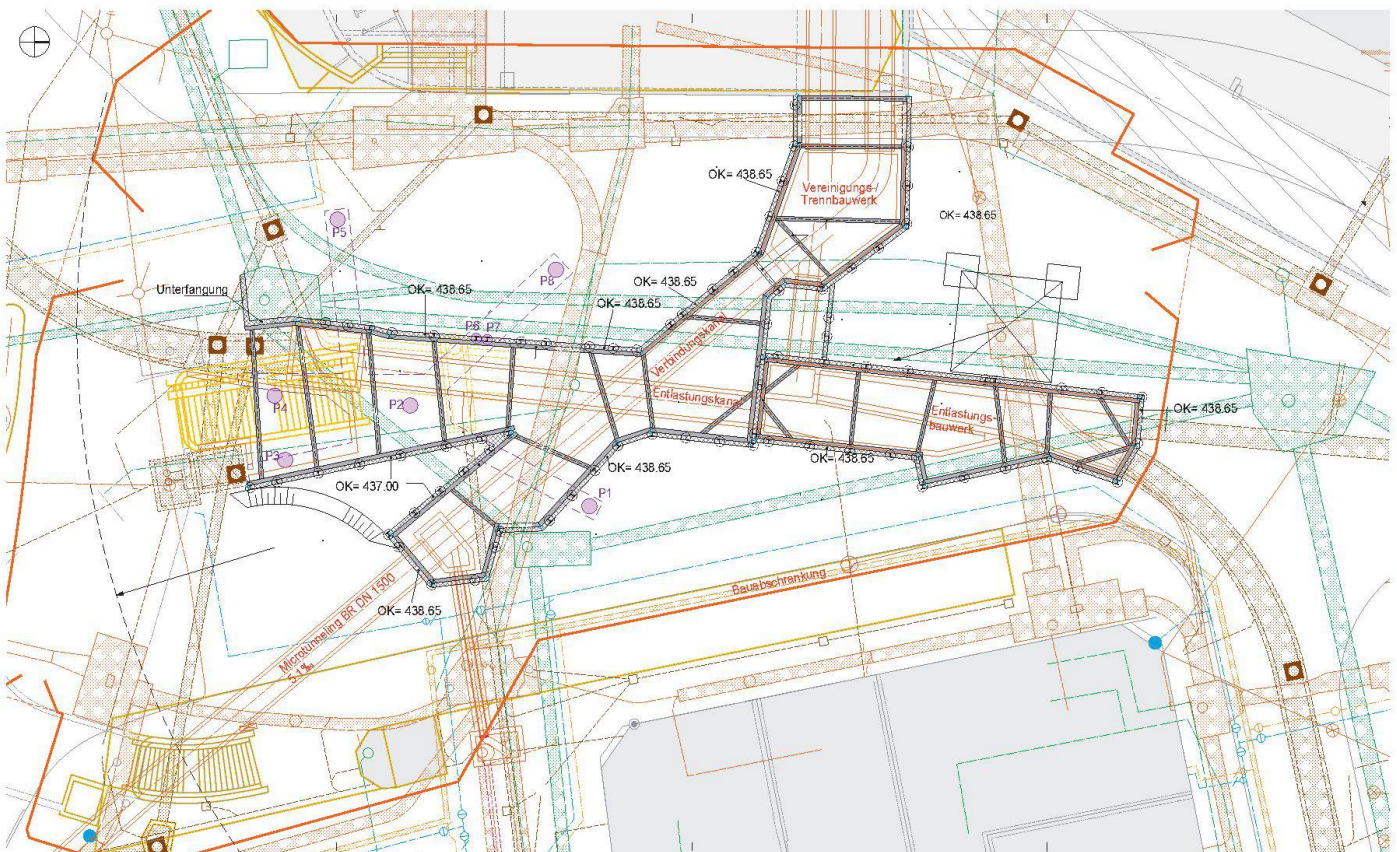 OK= 438.65
Vereinigungs-/
Trennbauwerk
OK= 438.65
P5
P8
Unterfangung
OK= 438.65
OK= 438.65
OK= 438.65
P6
P7
Verbindungskanal
Entlastungskanal
P4
P2
Entlastungs-
bauwerk
OK= 438.65
P3
OK= 437.00
OK= 438.65
OK= 438.65
P1
Bauabschrankung
OK= 438.65
Microtunneling BR DN 1500
5.1‰